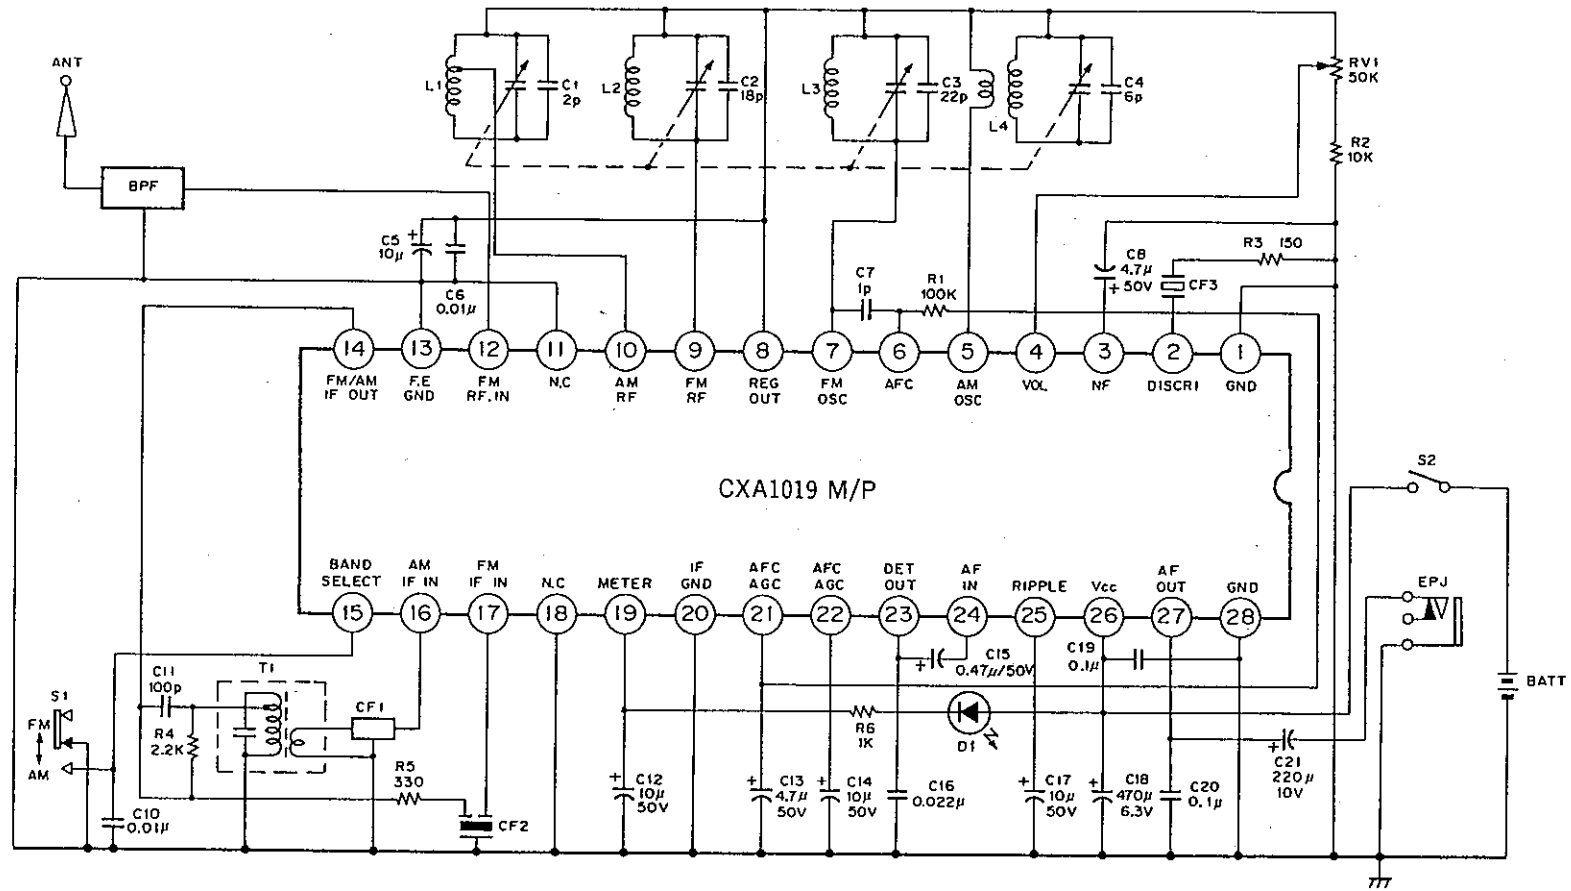 ANT
BPF
L1
C1
2p
L2
C2
18p
L3
C3
22p
L4
C4
6p
RV1
50K
R2
10K
C5
10μ
+
C6
0.01μ
C7
1p
R1
100K
C8
4.7μ
+ 50V
R3 150
CF3
14
13
12
11
10
9
8
7
6
5
4
3
2
1
FM/AM
IF OUT
F.E
GND
FM
RF.IN
N.C
AM
RF
FM
RF
REG
OUT
FM
OSC
AFC
AM
OSC
VOL
NF
DISCRI
GND
CXA1019 M/P
S2
EPJ
BATT
BAND
SELECT
AM
IF IN
FM
IF IN
N.C
METER
IF
GND
AFC
AGC
AFC
AGC
DET
OUT
AF
IN
RIPPLE
Vcc
AF
OUT
GND
15
16
17
18
19
20
21
22
23
24
25
26
27
28
S1
FM
AM
C11
100p
R4
2.2K
T1
CF1
R5
330
CF2
C10
0.01μ
+
C12
10μ
50V
+
C13
4.7μ
50V
+
C14
10μ
50V
+
C15
0.47μ/50V
R6
1K
D1
C16
0.022μ
+
C17
10μ
50V
C19
0.1μ
+
C18
470μ
6.3V
C20
0.1μ
+
C21
220μ
10V